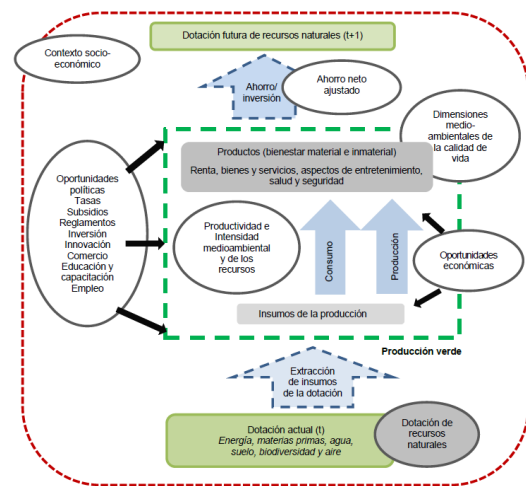 Dotación futura de recursos naturales (t+1)
Contexto socio-
económico
Ahorro/
inversión
Ahorro neto
ajustado
Dimensiones
medio-
ambientales de
la calidad de
vida
Productos (bienestar material e inmaterial)
Renta, bienes y servicios, aspectos de entretenimiento,
salud y seguridad
Oportunidades
políticas
Tasas
Subsidios
Reglamentos
Inversión
Innovación
Comercio
Educación y
capacitación
Empleo
Productividad e
Intensidad
medioambiental
y de los
recursos
Consumo
Producción
Oportunidades
económicas
Insumos de la producción
Producción verde
Extracción
de insumos
de la dotación
Dotación actual (t)
Energía, materias primas, agua,
suelo, biodiversidad y aire
Dotación de
recursos
naturales